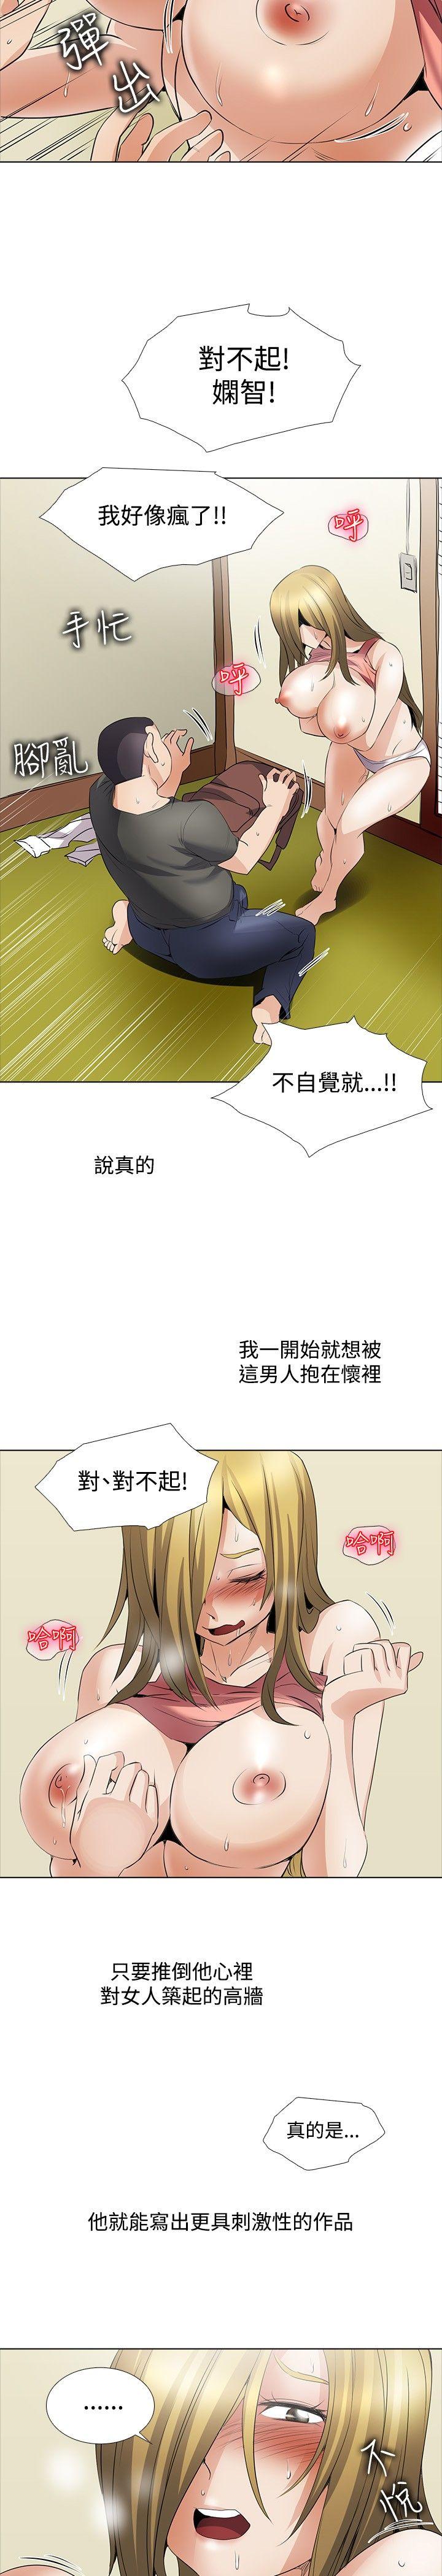 彈出
對不起!
嫻智!
我好像瘋了!!
呼
手忙
呼
腳亂
不自覺就...!!
說真的
我一開始就想被
這男人抱在懷裡
對、對不起!
哈啊
哈啊
只要推倒他心裡
對女人築起的高牆
真的是...
他就能寫出更具刺激性的作品
......
不悅